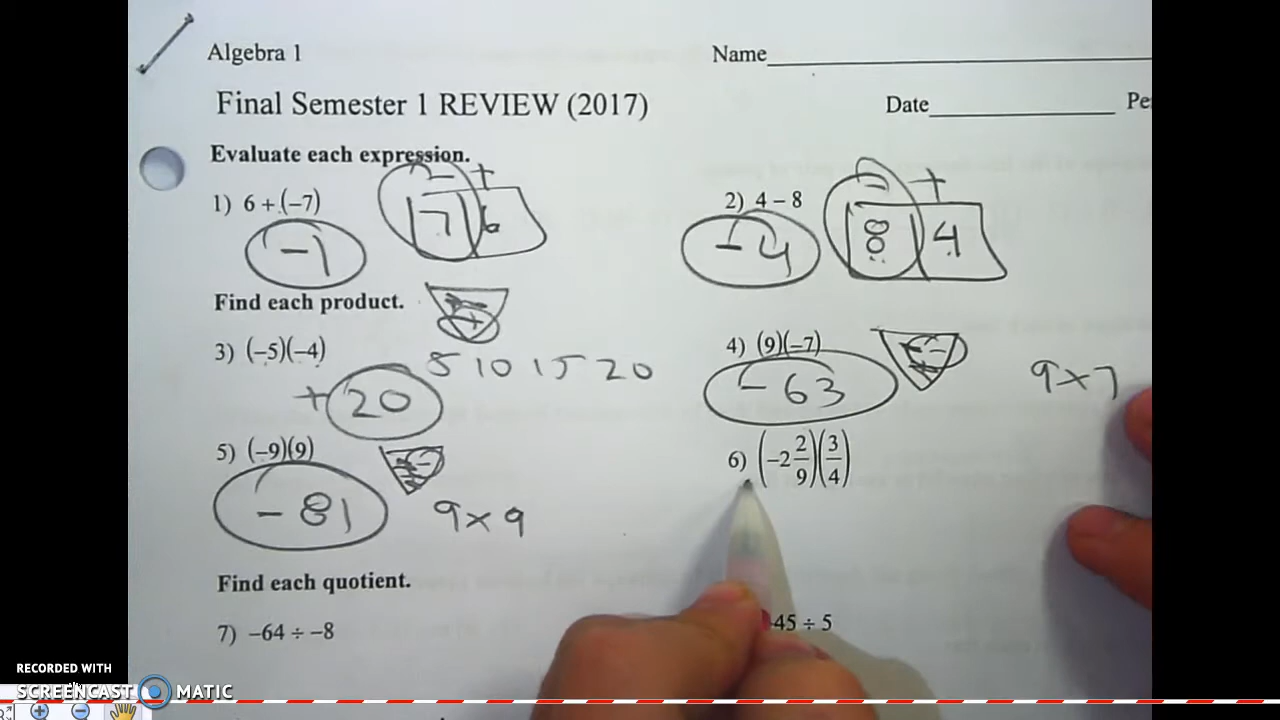 Algebra 1
Name
Final Semester 1 REVIEW (2017)
Date Pe
Evaluate each expression.
− +
7 6
1) 6 + (−7)
−1
− +
8 4
2) 4 − 8
−4
Find each product.
+
3) (−5)(−4)
5 10 15 20
+ 20
4) (9)(−7)
−
9 × 7
−63
5) (−9)(9)
−
−81
9 × 9
6) (−2 2/9)(3/4)
Find each quotient.
7) −64 ÷ −8
45 ÷ 5
RECORDED WITH
SCREENCAST MATIC